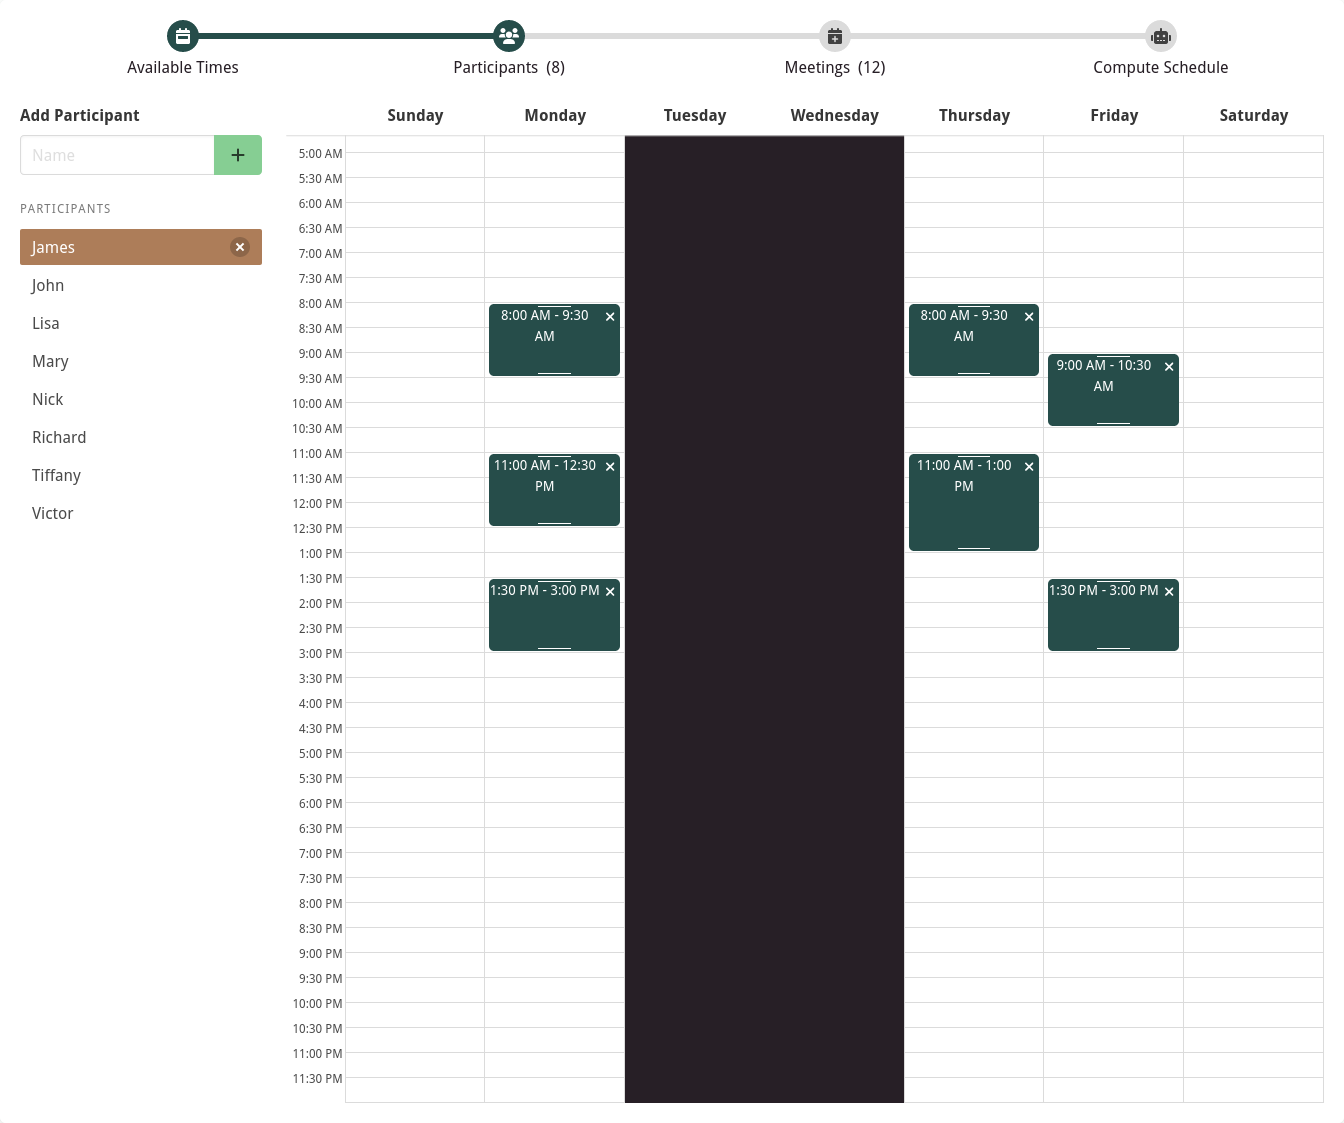 Available Times
Participants (8)
Meetings (12)
Compute Schedule
Add Participant
Name
PARTICIPANTS
James
John
Lisa
Mary
Nick
Richard
Tiffany
Victor
Sunday Monday Tuesday Wednesday Thursday Friday Saturday
5:00 AM
5:30 AM
6:00 AM
6:30 AM
7:00 AM
7:30 AM
8:00 AM
8:30 AM
9:00 AM
9:30 AM
10:00 AM
10:30 AM
11:00 AM
11:30 AM
12:00 PM
12:30 PM
1:00 PM
1:30 PM
2:00 PM
2:30 PM
3:00 PM
3:30 PM
4:00 PM
4:30 PM
5:00 PM
5:30 PM
6:00 PM
6:30 PM
7:00 PM
7:30 PM
8:00 PM
8:30 PM
9:00 PM
9:30 PM
10:00 PM
10:30 PM
11:00 PM
11:30 PM
8:00 AM - 9:30
AM
11:00 AM - 12:30
PM
1:30 PM - 3:00 PM
8:00 AM - 9:30
AM
11:00 AM - 1:00
PM
9:00 AM - 10:30
AM
1:30 PM - 3:00 PM